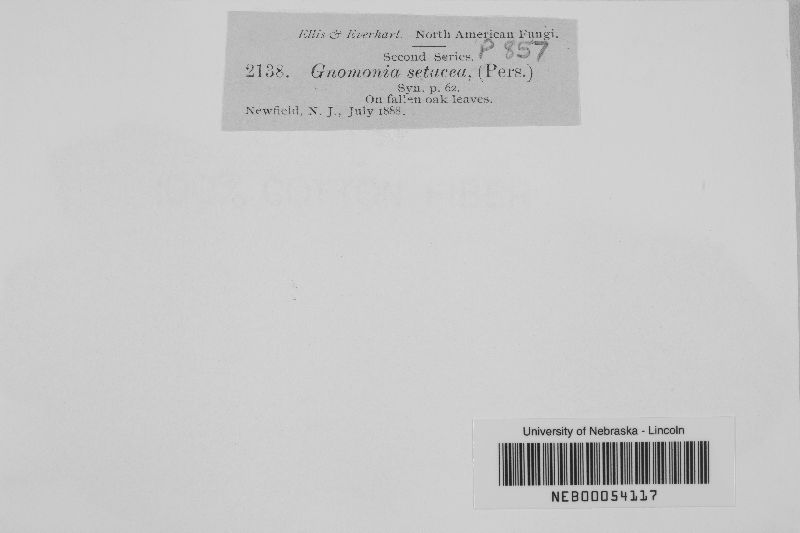 Ellis & Everhart. North American Fungi.
Second Series. P 857
2138. Gnomonia setacea, (Pers.)
Syn. p. 62.
On fallen oak leaves.
Newfield, N. J., July 1888.
University of Nebraska - Lincoln
NEB00054117